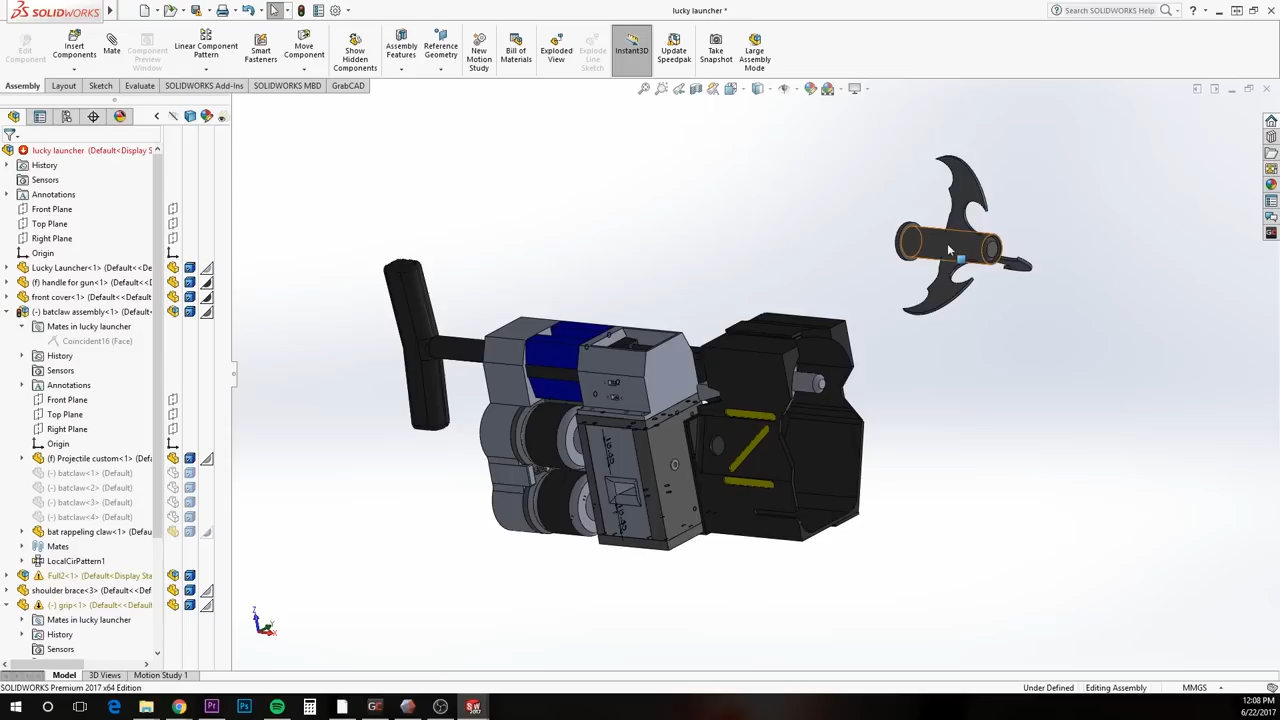 SOLIDWORKS
lucky launcher *
Search SOLIDWORKS Help
Edit Component
Insert Components
Mate
Component Preview Window
Linear Component Pattern
Smart Fasteners
Move Component
Show Hidden Components
Assembly Features
Reference Geometry
New Motion Study
Bill of Materials
Exploded View
Explode Line Sketch
Instant3D
Update Speedpak
Take Snapshot
Large Assembly Mode
Assembly
Layout
Sketch
Evaluate
SOLIDWORKS Add-Ins
SOLIDWORKS MBD
GrabCAD
lucky launcher (Default<Display S
History
Sensors
Annotations
Front Plane
Top Plane
Right Plane
Origin
Lucky Launcher<1> (Default<<Def
(f) handle for gun<1> (Default<<D
front cover<1> (Default<<Default
(-) batclaw assembly<1> (Default<
Mates in lucky launcher
Coincident16 (Face)
History
Sensors
Annotations
Front Plane
Top Plane
Right Plane
Origin
(f) Projectile custom<1> (Defaul
(-) batclaw<1> (Default)
(-) batclaw<2> (Default)
(-) batclaw<3> (Default)
(-) batclaw<4> (Default)
bat rappeling claw<1> (Default)
Mates
LocalCirPattern1
Full2<1> (Default<Display Sta
shoulder brace<3> (Default<<Def
(-) grip<1> (Default<<Default
Mates in lucky launcher
History
Sensors
Z
X
Model
3D Views
Motion Study 1
SOLIDWORKS Premium 2017 x64 Edition
Under Defined
Editing Assembly
MMGS
12:08 PM
6/22/2017